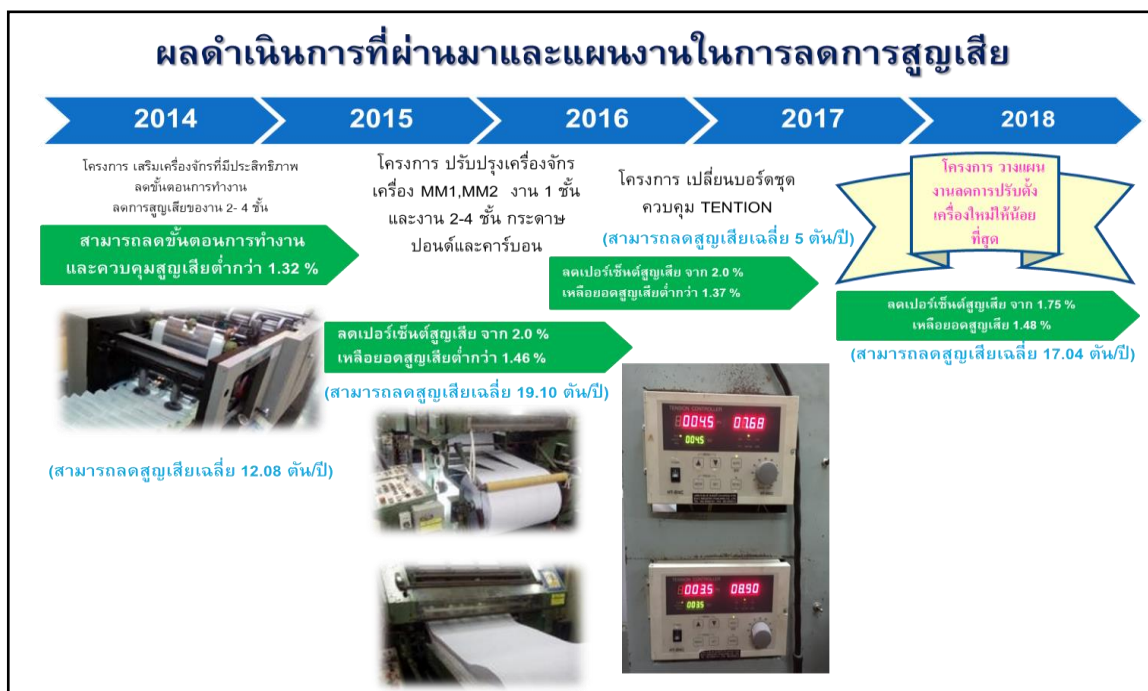 ผลดำเนินการที่ผ่านมาและแผนงานในการลดการสูญเสีย
2014
2015
2016
2017
2018
โครงการ เสริมเครื่องจักรที่มีประสิทธิภาพ
ลดขั้นตอนการทำงาน
ลดการสูญเสียของาน 2- 4 ชั้น
สามารถลดขั้นตอนการทำงาน
และควบคุมสูญเสียต่ำกว่า 1.32 %
(สามารถลดสูญเสียเฉลี่ย 12.08 ตัน/ปี)
โครงการ ปรับปรุงเครื่องจักร
เครื่อง MM1,MM2 งาน 1 ชั้น
และงาน 2-4 ชั้น กระดาษ
ปอนด์และคาร์บอน
ลดเปอร์เซ็นต์สูญเสีย จาก 2.0 %
เหลือยอดสูญเสียต่ำกว่า 1.46 %
(สามารถลดสูญเสียเฉลี่ย 19.10 ตัน/ปี)
โครงการ เปลี่ยนบอร์ดชุด
ควบคุม TENTION
(สามารถลดสูญเสียเฉลี่ย 5 ตัน/ปี)
ลดเปอร์เซ็นต์สูญเสีย จาก 2.0 %
เหลือยอดสูญเสียต่ำกว่า 1.37 %
โครงการ วางแผน
งานลดการปรับตั้ง
เครื่องใหม่ให้น้อย
ที่สุด
ลดเปอร์เซ็นต์สูญเสีย จาก 1.75 %
เหลือยอดสูญเสีย 1.48 %
(สามารถลดสูญเสียเฉลี่ย 17.04 ตัน/ปี)
TENSION CONTROLLER
004.5 07.68
004.5
TENSION CONTROLLER
003.5 08.90
003.5